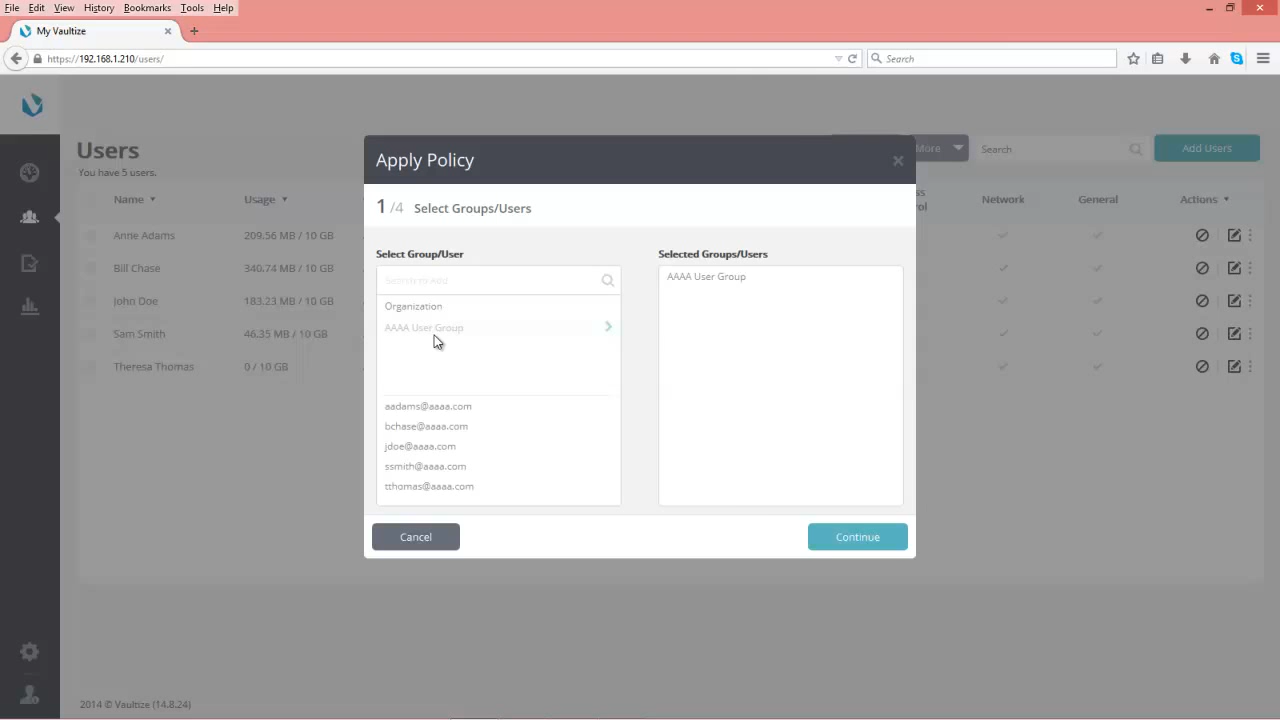 File Edit View History Bookmarks Tools Help
My Vaultize
https://192.168.1.210/users/
Search
Users
You have 5 users.
More
Search
Add Users
Name
Usage
Network
General
Actions
Anne Adams
209.56 MB / 10 GB
Bill Chase
340.74 MB / 10 GB
John Doe
183.23 MB / 10 GB
Sam Smith
46.35 MB / 10 GB
Theresa Thomas
0 / 10 GB
Apply Policy
1 /4 Select Groups/Users
Select Group/User
Search to Add
Organization
AAAA User Group
aadams@aaaa.com
bchase@aaaa.com
jdoe@aaaa.com
ssmith@aaaa.com
tthomas@aaaa.com
Selected Groups/Users
AAAA User Group
Cancel
Continue
2014 © Vaultize (14.8.24)